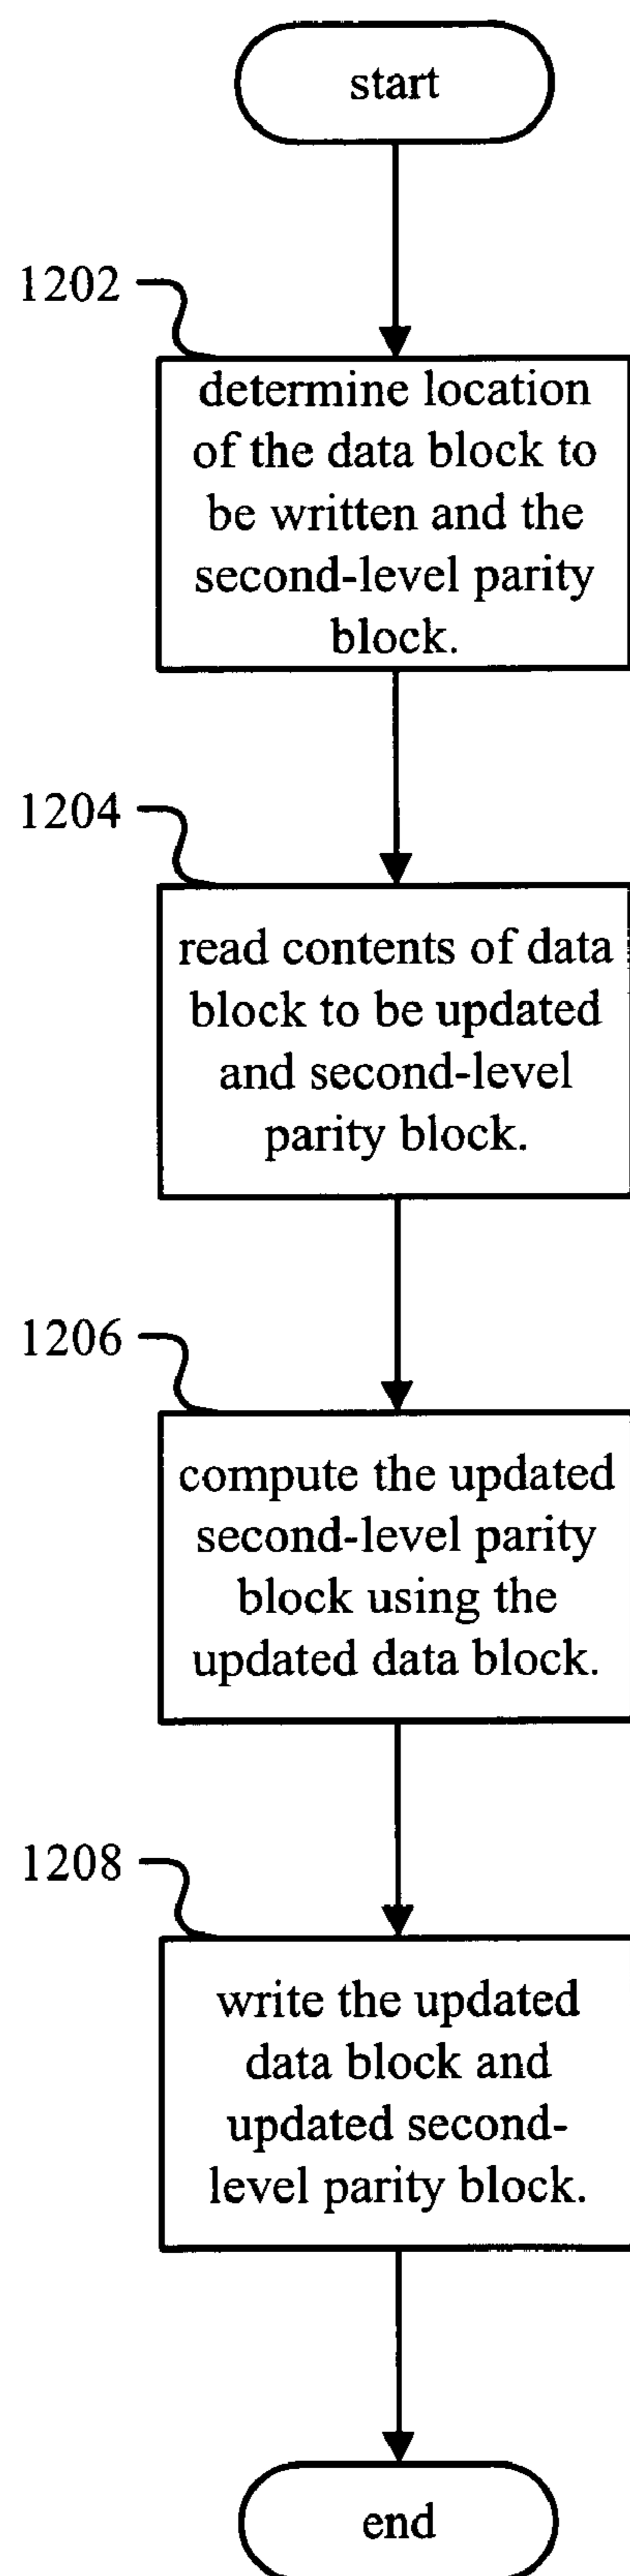 start
1202
determine location
of the data block to
be written and the
second-level parity
block.
1204
read contents of data
block to be updated
and second-level
parity block.
1206
compute the updated
second-level parity
block using the
updated data block.
1208
write the updated
data block and
updated second-
level parity block.
end